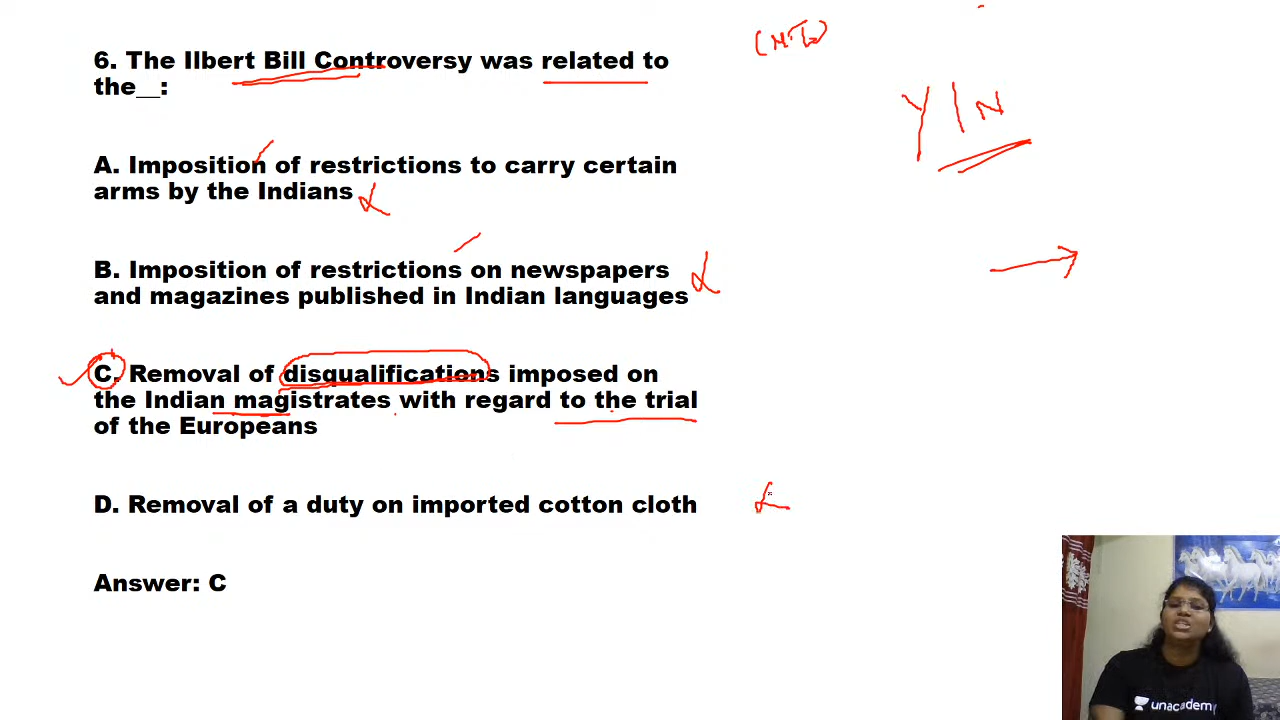 6. The Ilbert Bill Controversy was related to
the__:
Y | N
A. Imposition of restrictions to carry certain
arms by the Indians
B. Imposition of restrictions on newspapers
and magazines published in Indian languages
C. Removal of disqualifications imposed on
the Indian magistrates with regard to the trial
of the Europeans
D. Removal of a duty on imported cotton cloth
Answer: C
unacademy